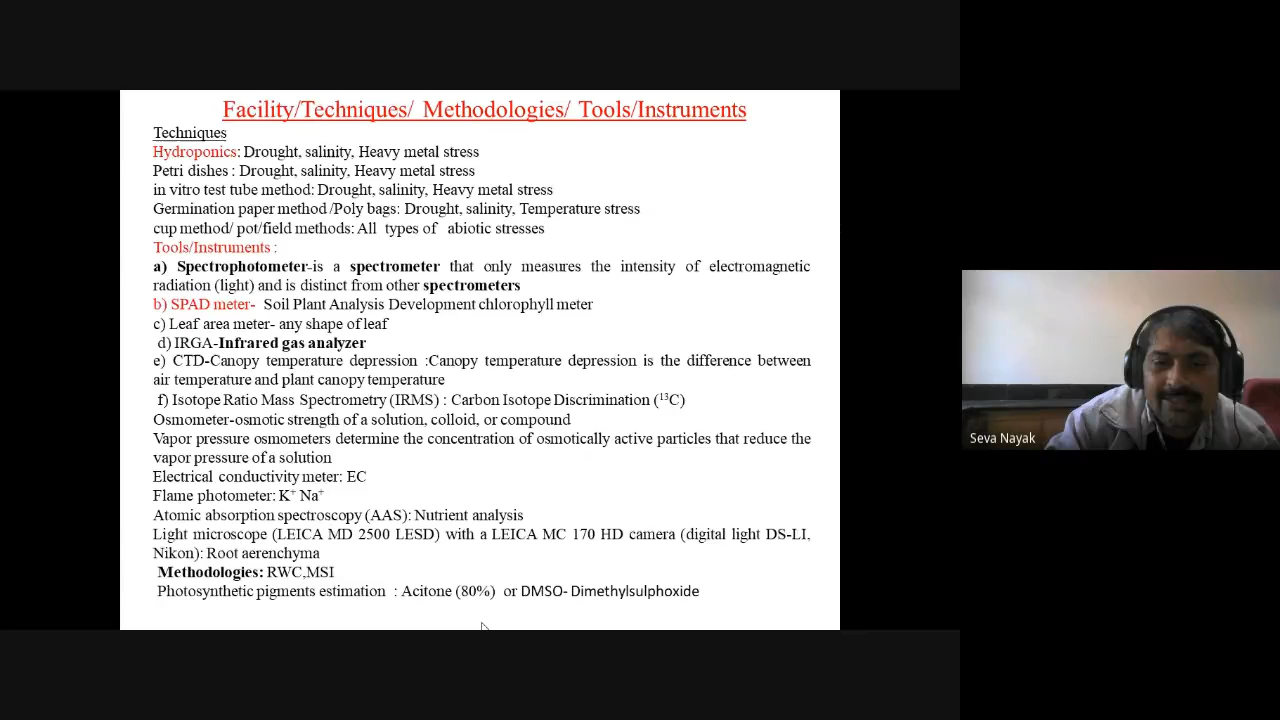 Facility/Techniques/ Methodologies/ Tools/Instruments
Techniques
Hydroponics: Drought, salinity, Heavy metal stress
Petri dishes : Drought, salinity, Heavy metal stress
in vitro test tube method: Drought, salinity, Heavy metal stress
Germination paper method /Poly bags: Drought, salinity, Temperature stress
cup method/ pot/field methods: All types of abiotic stresses
Tools/Instruments :
a) Spectrophotometer-is a spectrometer that only measures the intensity of electromagnetic
radiation (light) and is distinct from other spectrometers
b) SPAD meter- Soil Plant Analysis Development chlorophyll meter
c) Leaf area meter- any shape of leaf
d) IRGA-Infrared gas analyzer
e) CTD-Canopy temperature depression :Canopy temperature depression is the difference between
air temperature and plant canopy temperature
f) Isotope Ratio Mass Spectrometry (IRMS) : Carbon Isotope Discrimination (¹³C)
Osmometer-osmotic strength of a solution, colloid, or compound
Vapor pressure osmometers determine the concentration of osmotically active particles that reduce the
vapor pressure of a solution
Electrical conductivity meter: EC
Flame photometer: K⁺ Na⁺
Atomic absorption spectroscopy (AAS): Nutrient analysis
Light microscope (LEICA MD 2500 LESD) with a LEICA MC 170 HD camera (digital light DS-LI,
Nikon): Root aerenchyma
Methodologies: RWC,MSI
Photosynthetic pigments estimation : Acitone (80%) or DMSO- Dimethylsulphoxide
Seva Nayak